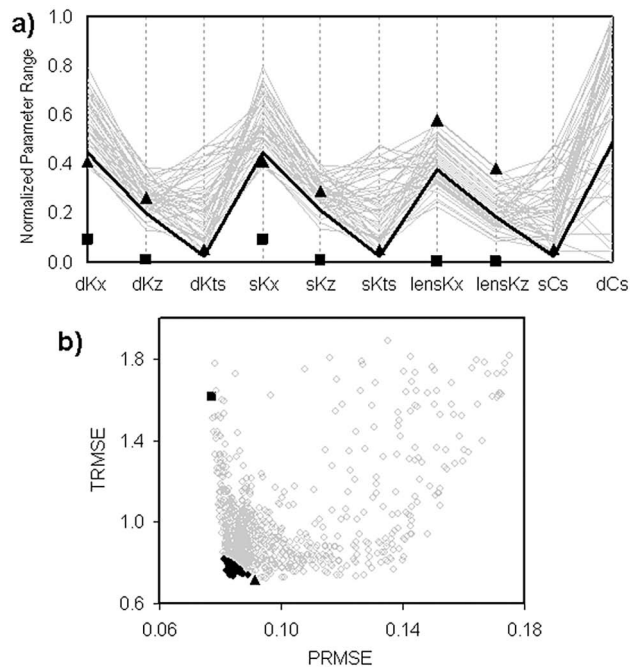 a)
Normalized Parameter Range
1.0
0.8
0.6
0.4
0.2
0.0
dKx dKz dKts sKx sKz sKts lensKx lensKz sCs dCs
b)
TRMSE
1.8
1.4
1.0
0.6
0.06 0.10 0.14 0.18
PRMSE